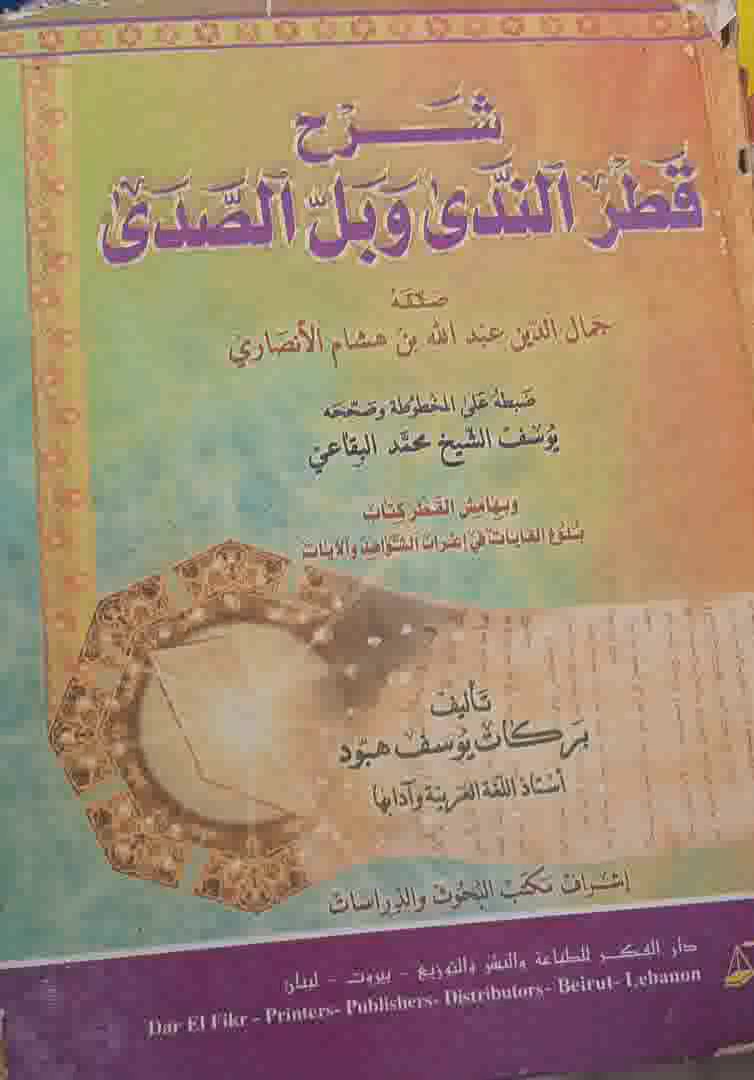 شرح
قطر الندى وبل الصدى
صنفه
جمال الدين عبد الله بن هشام الأنصاري
ضبطه على المخطوطة وصححه
يوسف الشيخ محمد البقاعي
وبهامش القطر كتاب
بلوغ الغايات في إعراب الشواهد والآيات
تأليف
بركات يوسف هبود
أستاذ اللغة العربية وآدابها
إشراف مكتب البحوث والدراسات
دار الفكر للطباعة والنشر والتوزيع - بيروت - لبنان
Dar El Fikr - Printers- Publishers- Distributors- Beirut- Lebanon